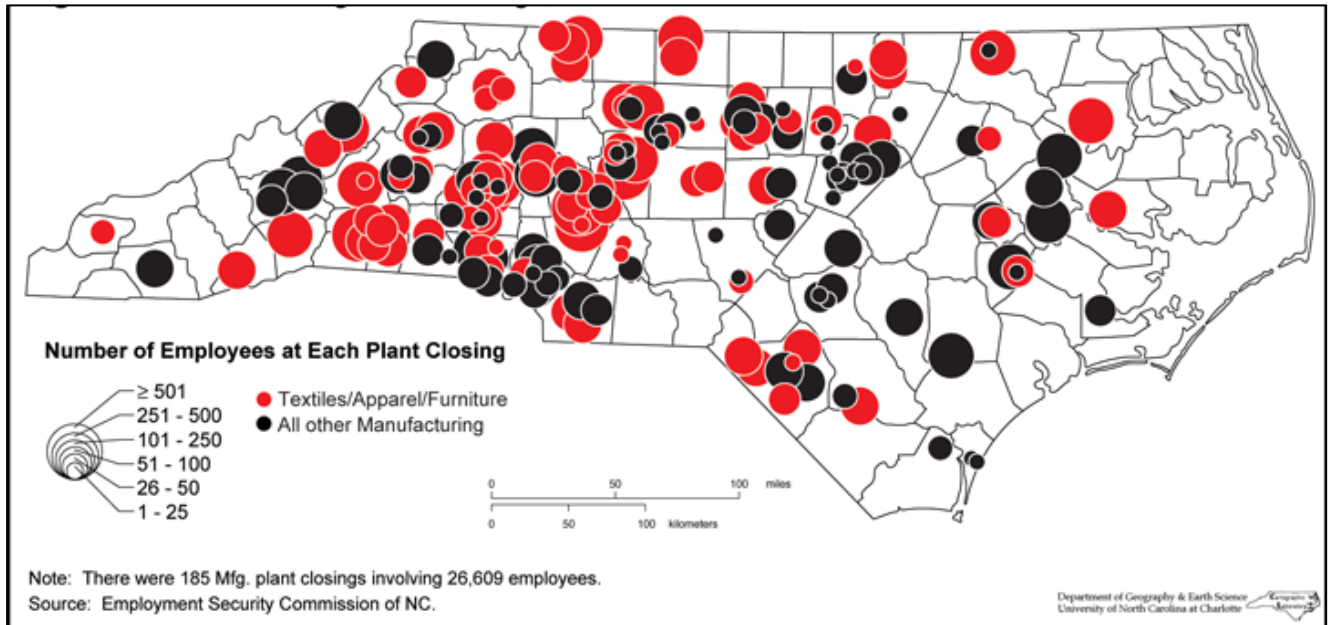 Number of Employees at Each Plant Closing
≥ 501
251 - 500
101 - 250
51 - 100
26 - 50
1 - 25
Textiles/Apparel/Furniture
All other Manufacturing
0 50 100 miles
0 50 100 kilometers
Note: There were 185 Mfg. plant closings involving 26,609 employees.
Source: Employment Security Commission of NC.
Department of Geography & Earth Science
University of North Carolina at Charlotte